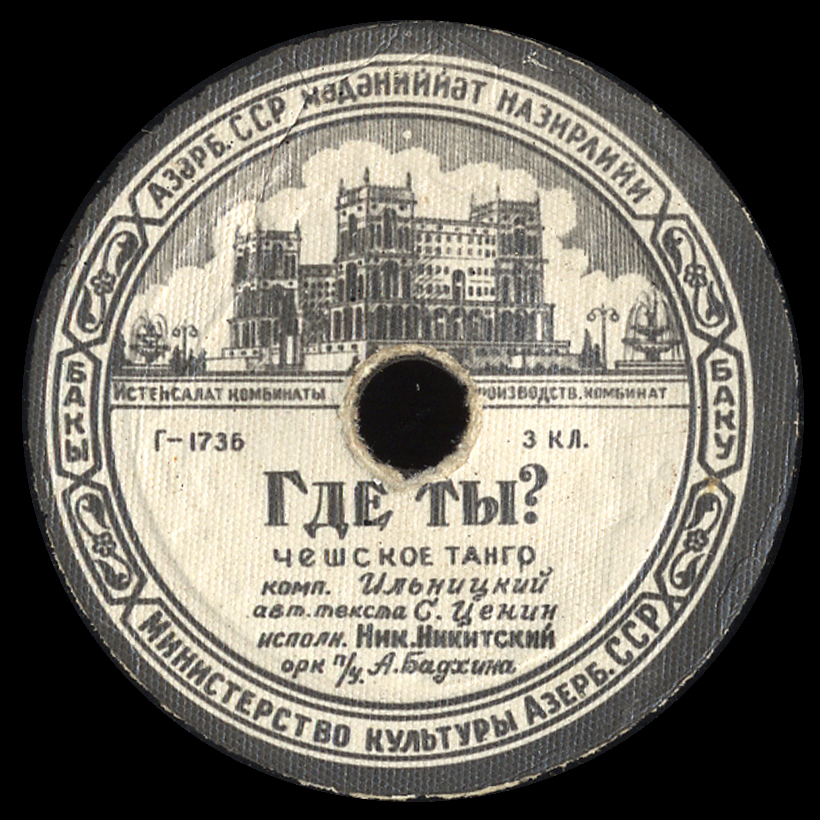 АЗӘРБ. ССР МӘДӘНИЙЙӘТ НАЗИРЛИЙИ
БАКЫ
БАКУ
ИСТЕҺСАЛАТ КОМБИНАТЫ
РОИЗВОДСТВ. КОМБИНАТ
Г-1736
3 КЛ.
ГДЕ ТЫ?
ЧЕШСКОЕ ТАНГО
комп. Ильницкий
авт. текста С. Ценин
исполн. Ник. Никитский
орк п/у. А. Бадхина
МИНИСТЕРСТВО КУЛЬТУРЫ АЗЕРБ. ССР